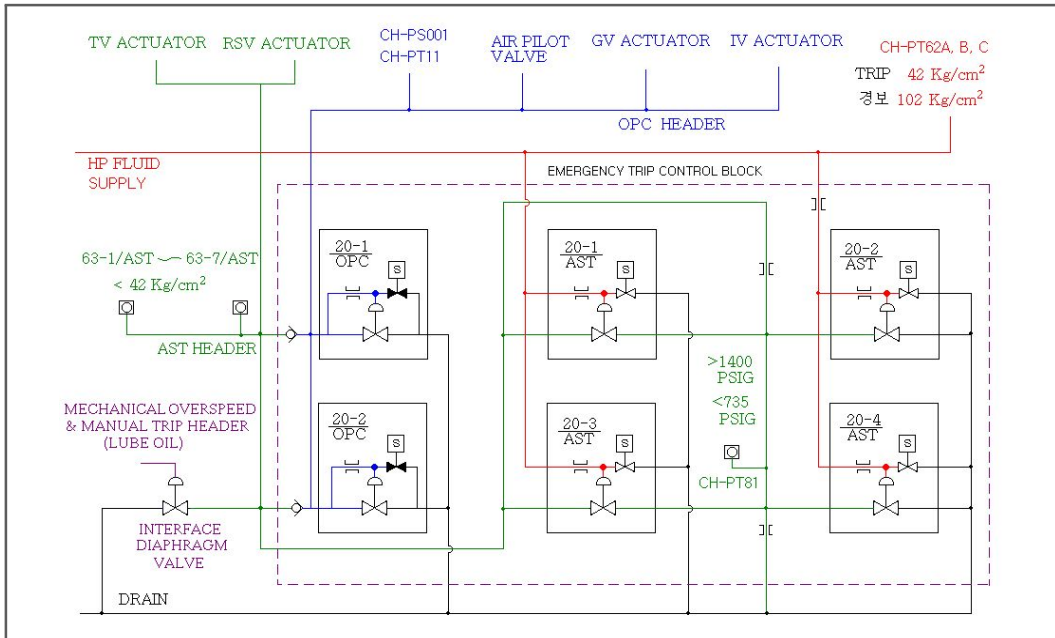 TV ACTUATOR
RSV ACTUATOR
CH-PS001
CH-PT11
AIR PILOT
VALVE
GV ACTUATOR
IV ACTUATOR
CH-PT62A, B, C
TRIP 42 Kg/cm²
경보 102 Kg/cm²
OPC HEADER
HP FLUID
SUPPLY
EMERGENCY TRIP CONTROL BLOCK
63-1/AST ~ 63-7/AST
< 42 Kg/cm²
AST HEADER
20-1
OPC
S
20-1
AST
S
20-2
AST
S
>1400
PSIG
<735
PSIG
CH-PT81
MECHANICAL OVERSPEED
& MANUAL TRIP HEADER
(LUBE OIL)
20-2
OPC
S
20-3
AST
S
20-4
AST
S
INTERFACE
DIAPHRAGM
VALVE
DRAIN